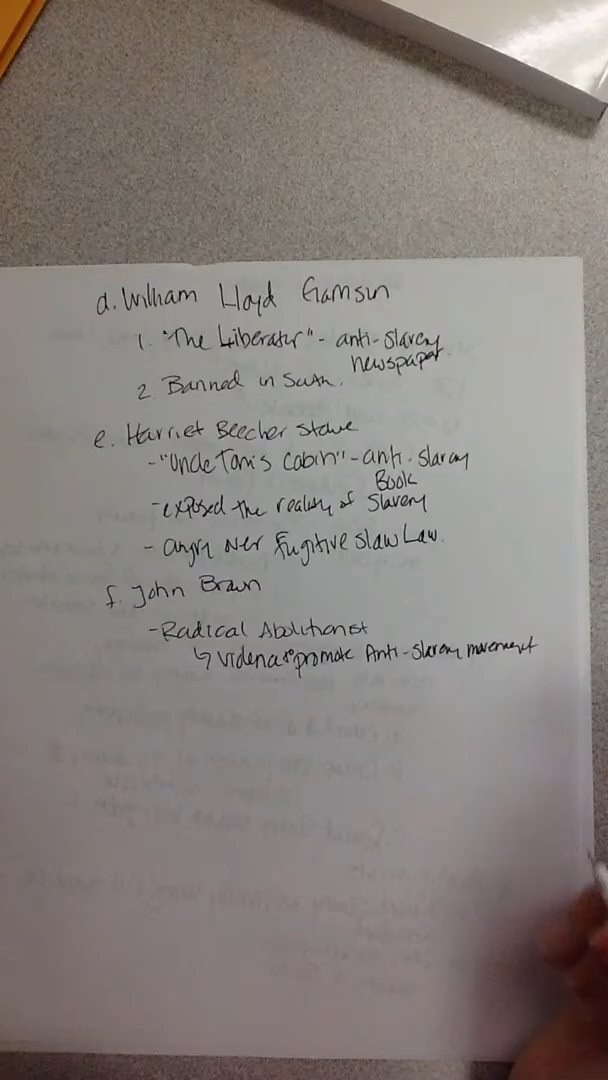 d. William Lloyd Garrison
1. "The Liberator" - anti-slavery
newspaper
2. Banned in South.
e. Harriet Beecher Stowe
- "Uncle Tom's Cabin" - anti-slavery
Book
- exposed the reality of Slavery
- angry over Fugitive Slave Law.
f. John Brown
- Radical Abolitionist
↳ to promote Anti-Slavery movement